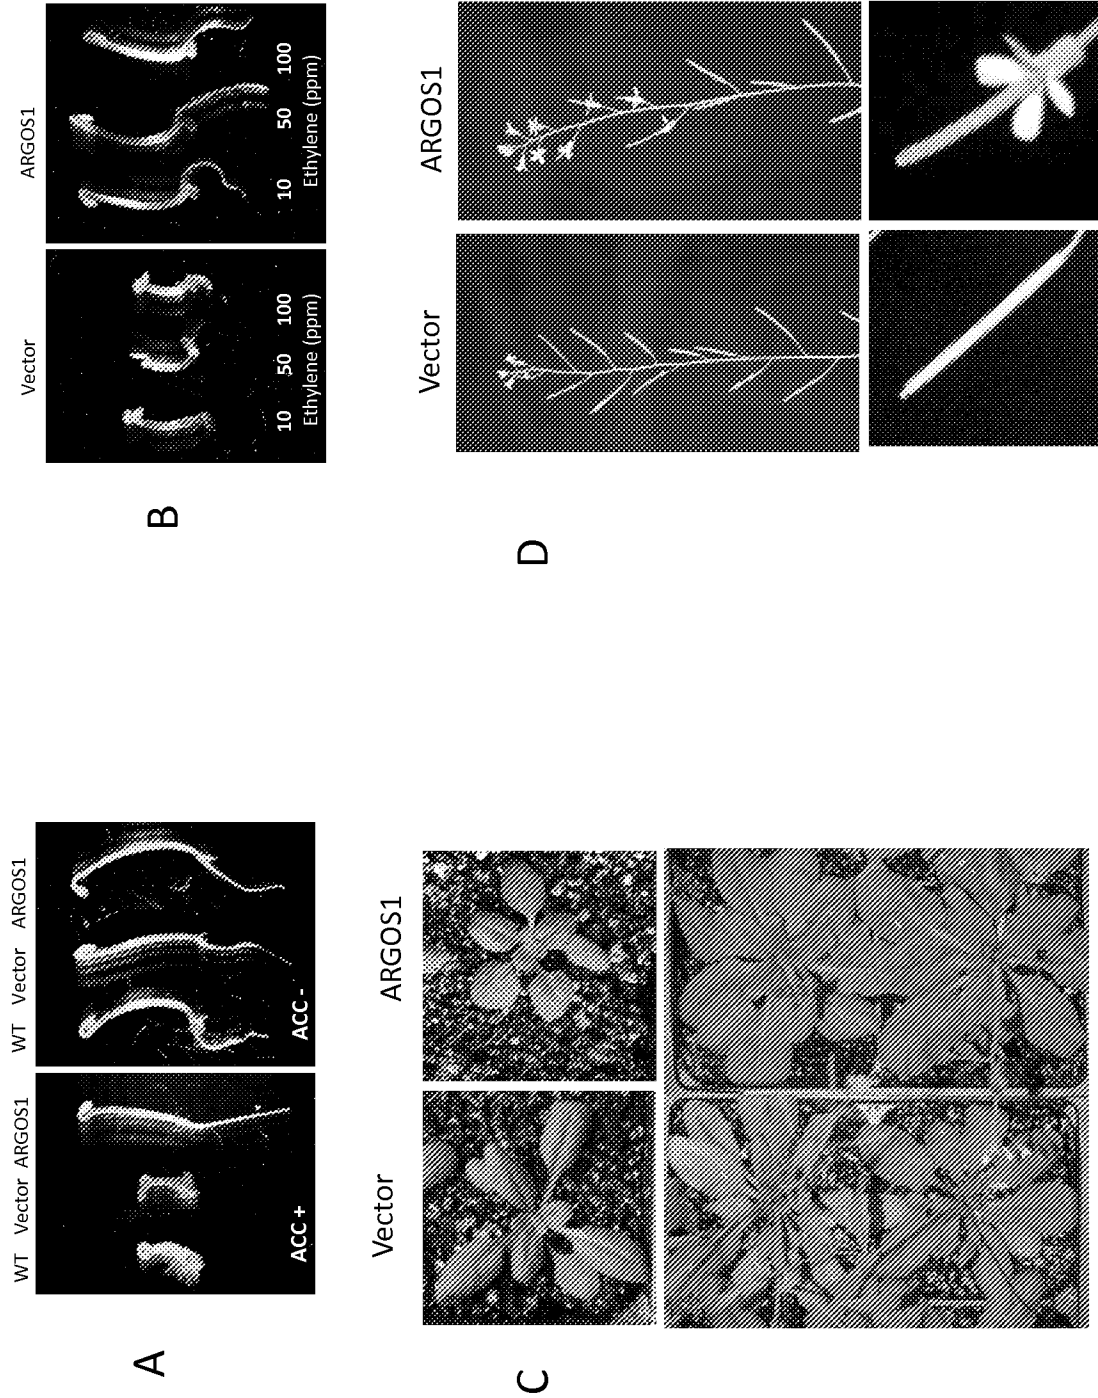 A
WT Vector ARGOS1
WT Vector ARGOS1
ACC +
ACC -
B
Vector
ARGOS1
10 50 100
Ethylene (ppm)
10 50 100
Ethylene (ppm)
C
Vector
ARGOS1
D
Vector
ARGOS1